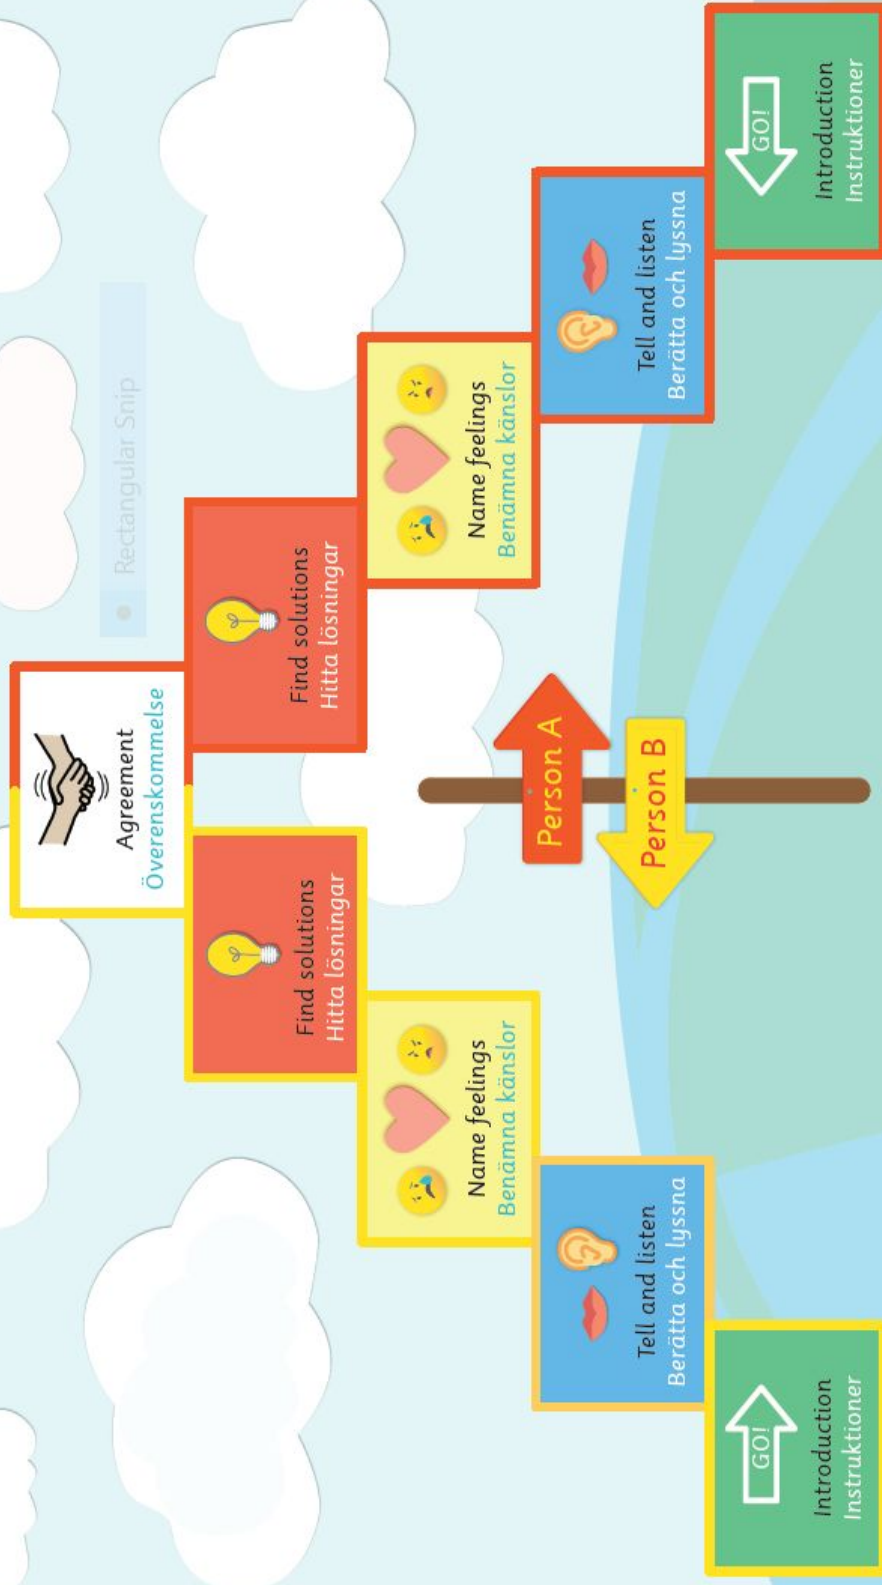 Agreement
Överenskommelse
Rectangular Snip
Find solutions
Hitta lösningar
Find solutions
Hitta lösningar
Name feelings
Benämna känslor
Name feelings
Benämna känslor
Person A
Person B
Tell and listen
Berätta och lyssna
Tell and listen
Berätta och lyssna
GO!
Introduction
Instruktioner
GO!
Introduction
Instruktioner